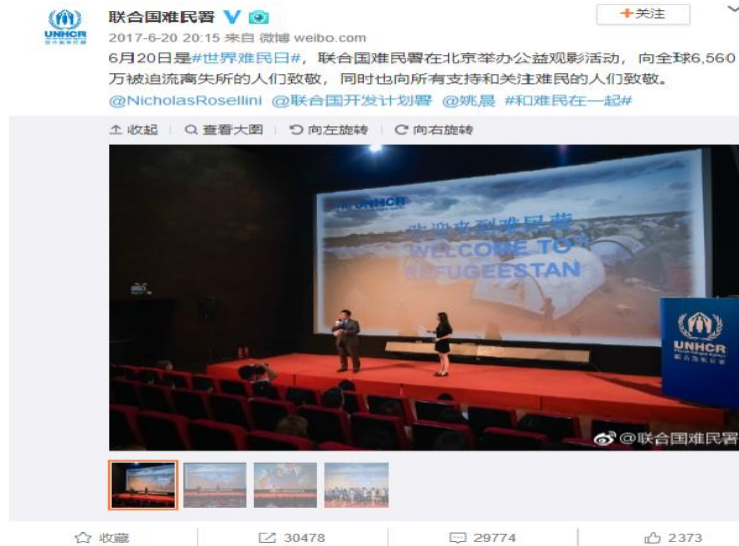 UNHCR
联合国难民署
联合国难民署 V
+关注
2017-6-20 20:15 来自 微博 weibo.com
6月20日是#世界难民日#，联合国难民署在北京举办公益观影活动，向全球6,560
万被迫流离失所的人们致敬，同时也向所有支持和关注难民的人们致敬。
@NicholasRosellini @联合国开发计划署 @姚晨 #和难民在一起#
收起 查看大图 向左旋转 向右旋转
UNHCR
欢迎来到难民营
WELCOME TO
REFUGEESTAN
UNHCR
联合国难民署
@联合国难民署
收藏 30478 29774 2373